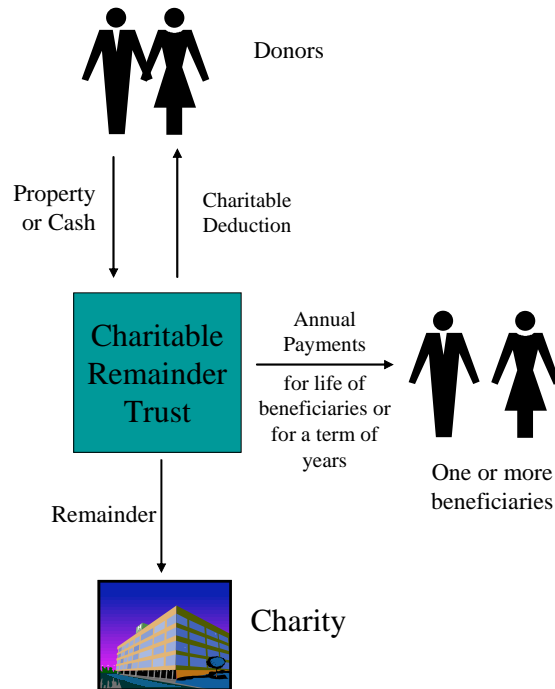 Donors
Property
or Cash
Charitable
Deduction
Charitable
Remainder
Trust
Annual
Payments
for life of
beneficiaries or
for a term of
years
One or more
beneficiaries
Remainder
Charity